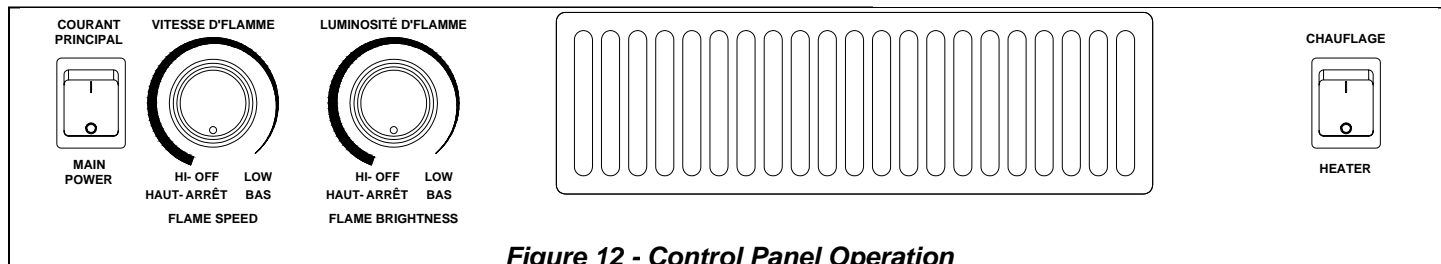 COURANT
PRINCIPAL
MAIN
POWER
VITESSE D'FLAMME
HI- OFF LOW
HAUT- ARRÊT BAS
FLAME SPEED
LUMINOSITÉ D'FLAMME
HI- OFF LOW
HAUT- ARRÊT BAS
FLAME BRIGHTNESS
CHAUFLAGE
HEATER
Figure 12 - Control Panel Operation